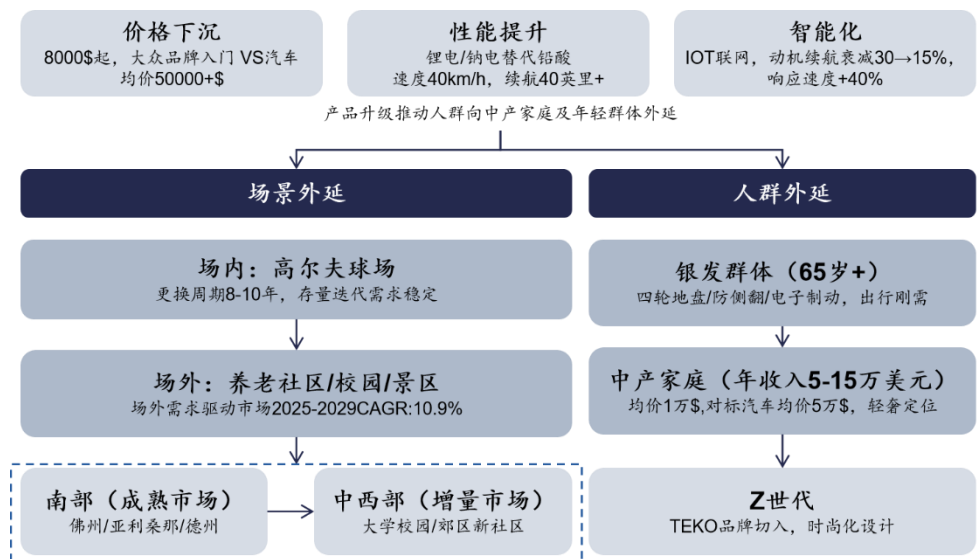 价格下沉
8000$起，大众品牌入门 VS汽车
均价50000+$
性能提升
锂电/钠电替代铅酸
速度40km/h，续航40英里+
智能化
IOT联网，动机续航衰减30→15%，
响应速度+40%
产品升级推动人群向中产家庭及年轻群体外延
场景外延
场内：高尔夫球场
更换周期8-10年，存量迭代需求稳定
场外：养老社区/校园/景区
场外需求驱动市场2025-2029CAGR:10.9%
南部（成熟市场）
佛州/亚利桑那/德州
中西部（增量市场）
大学校园/郊区新社区
人群外延
银发群体（65岁+）
四轮地盘/防侧翻/电子制动，出行刚需
中产家庭（年收入5-15万美元）
均价1万$,对标汽车均价5万$，轻奢定位
Z世代
TEKO品牌切入，时尚化设计